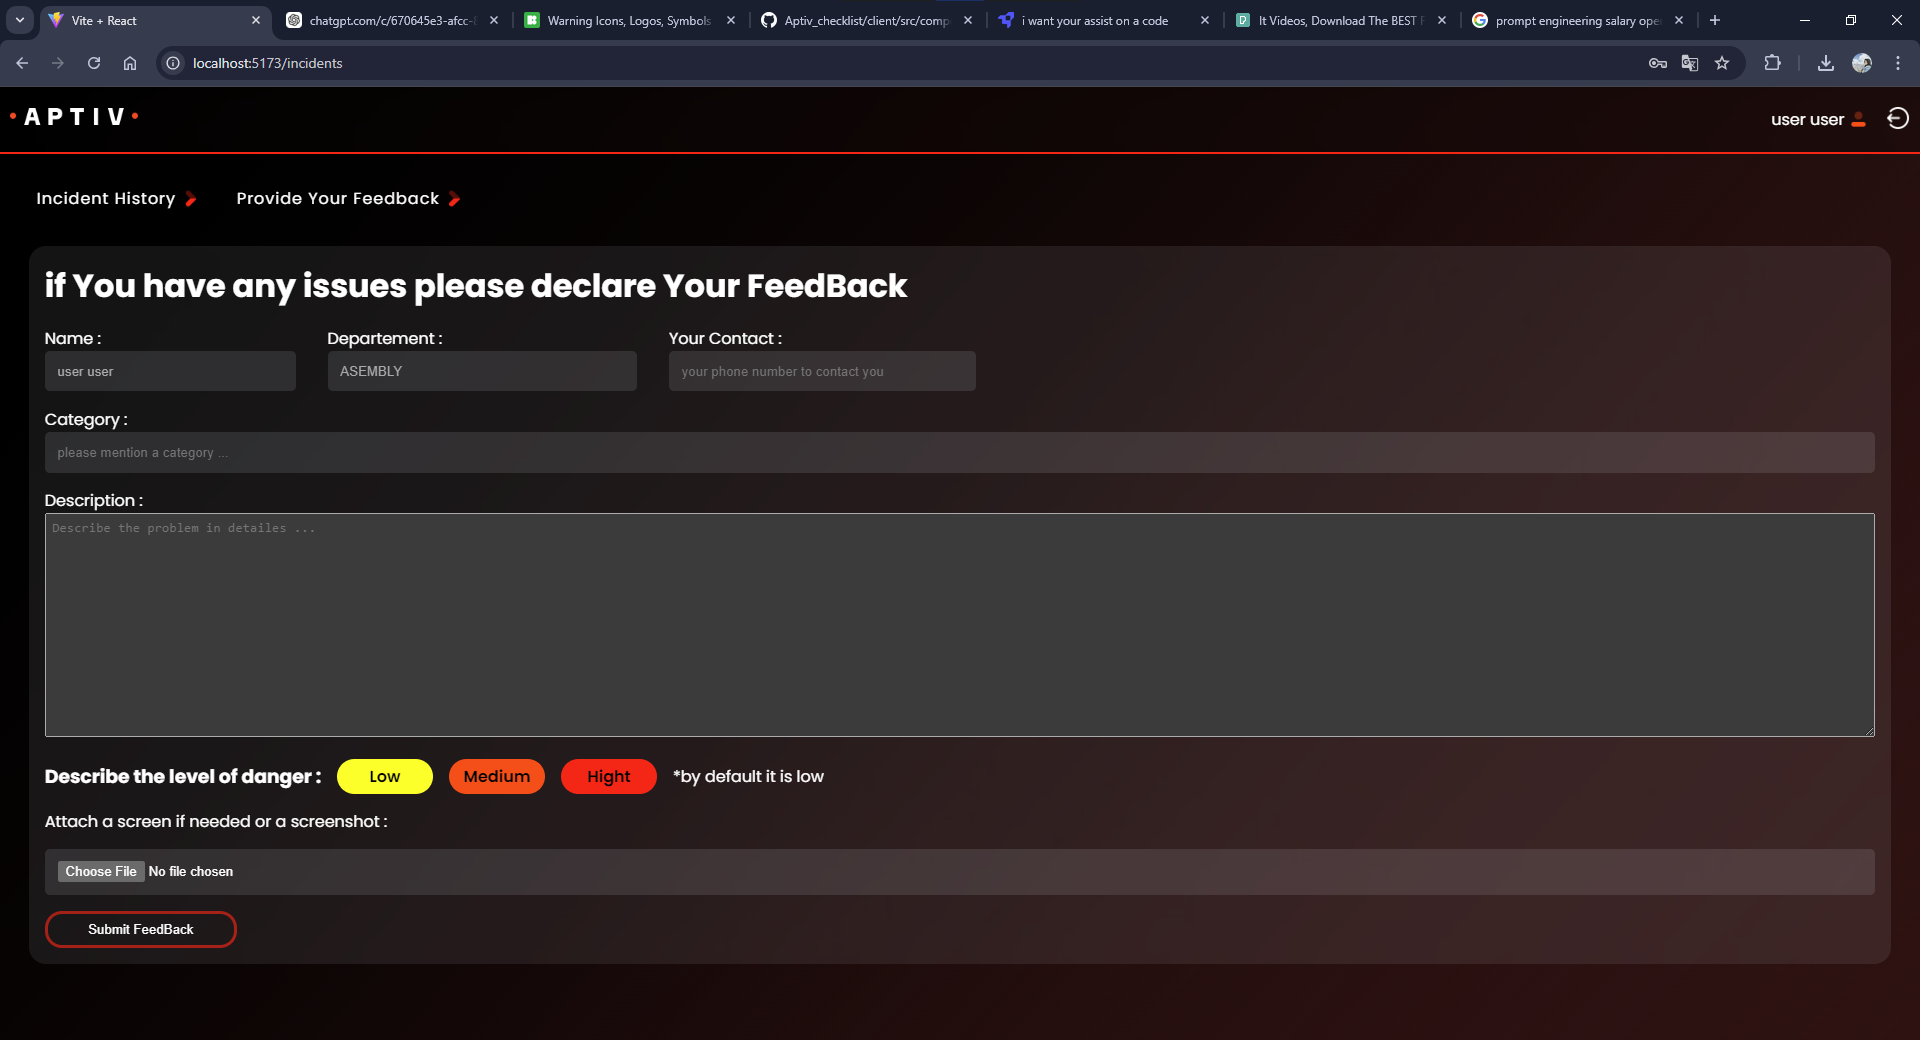 Vite + React
chatgpt.com/c/670645e3-afcc-
Warning Icons, Logos, Symbols
Aptiv_checklist/client/src/comp
i want your assist on a code
It Videos, Download The BEST
prompt engineering salary ope
localhost:5173/incidents
APTIV
user user
Incident History
Provide Your Feedback
if You have any issues please declare Your FeedBack
Name :
Departement :
Your Contact :
user user
ASEMBLY
your phone number to contact you
Category :
please mention a category ...
Description :
Describe the problem in detailes ...
Describe the level of danger : Low Medium Hight *by default it is low
Attach a screen if needed or a screenshot :
Choose File No file chosen
Submit FeedBack